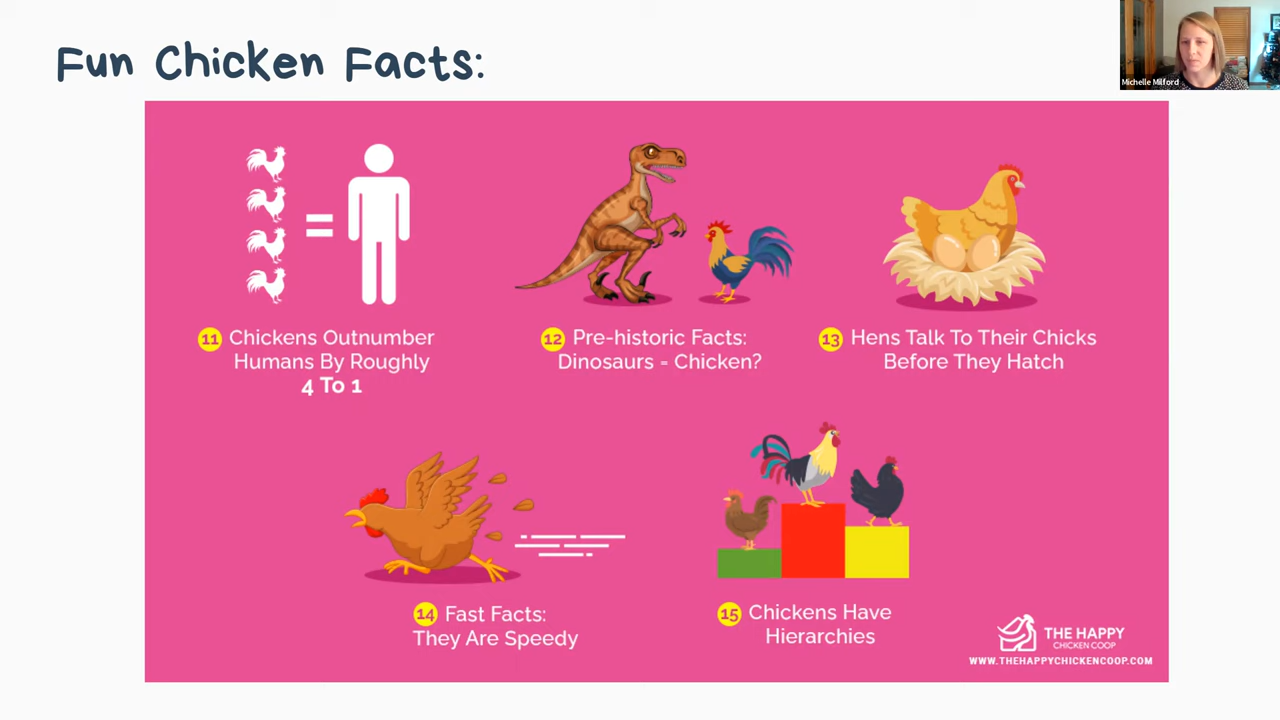 Fun Chicken Facts:
Michelle Milford
11 Chickens Outnumber
Humans By Roughly
4 To 1
12 Pre-historic Facts:
Dinosaurs = Chicken?
13 Hens Talk To Their Chicks
Before They Hatch
14 Fast Facts:
They Are Speedy
15 Chickens Have
Hierarchies
THE HAPPY
CHICKEN COOP
WWW.THEHAPPYCHICKENCOOP.COM